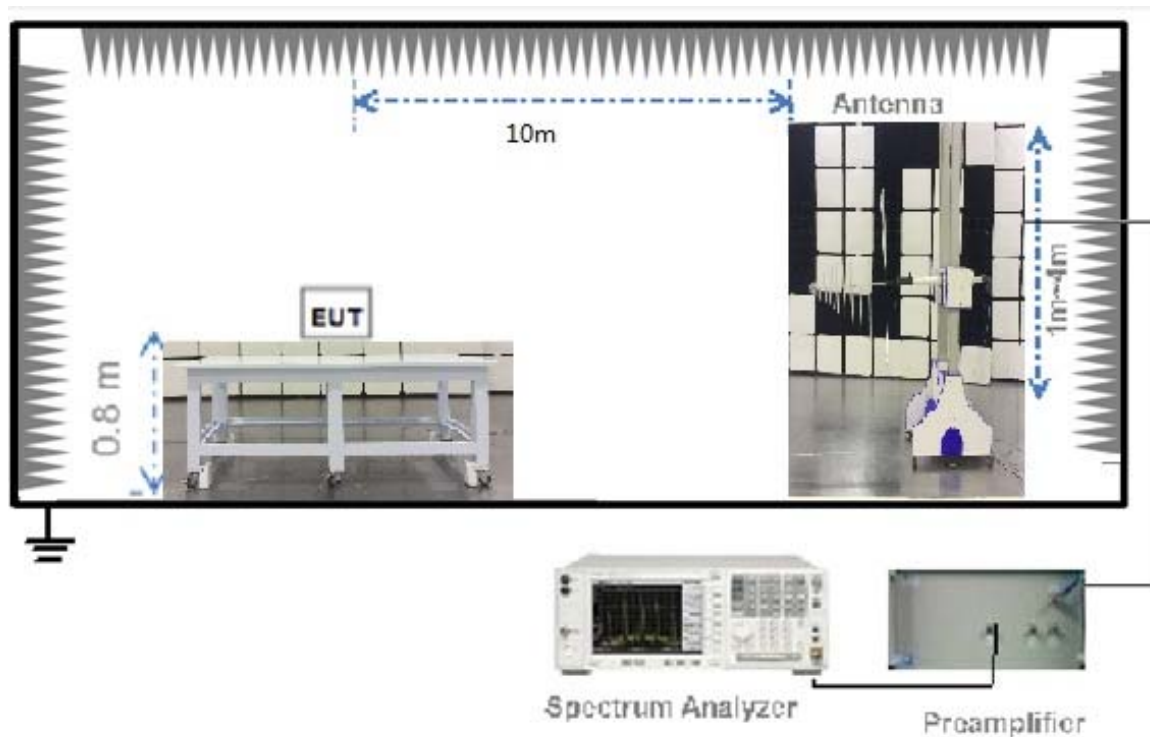 10m
Antenna
EUT
0.8 m
1m~4m
Spectrum Analyzer
Preamplifier